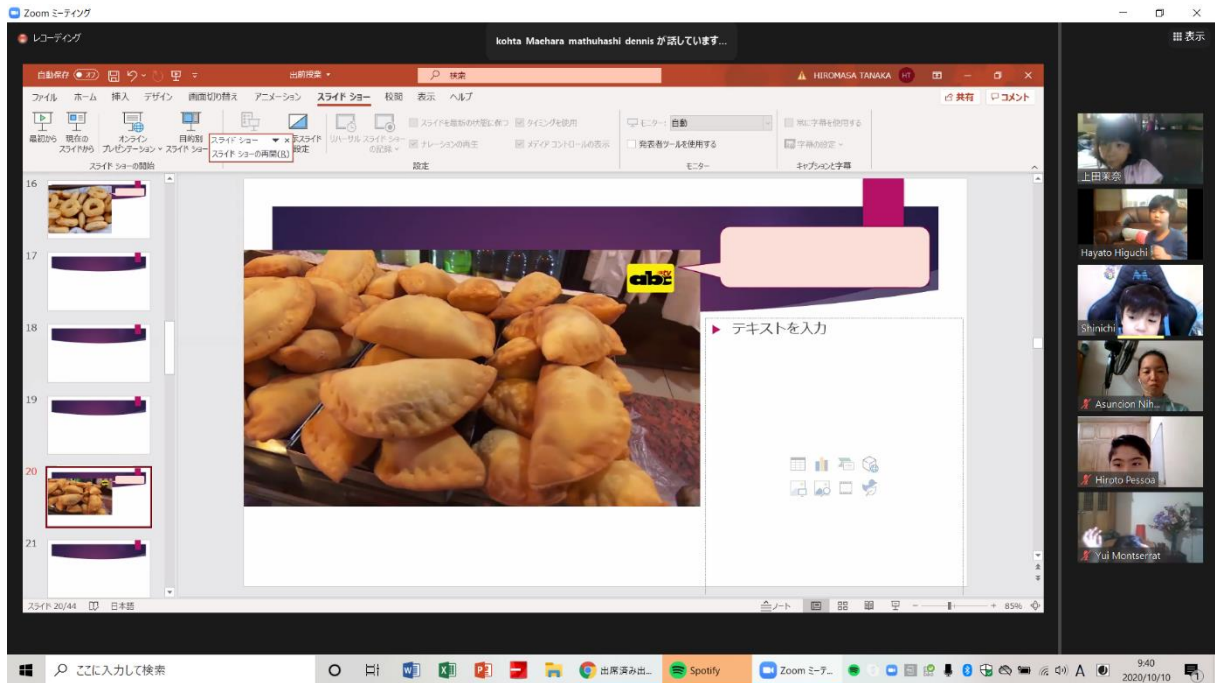 Zoom ミーティング
レコーディング
kohta Maehara mathuhashi dennis が話しています...
表示
自動保存 オフ
出前授業
検索
HIROMASA TANAKA HT
ファイル ホーム 挿入 デザイン 画面切り替え アニメーション スライド ショー 校閲 表示 ヘルプ
共有 コメント
最初から 現在の スライドから オンライン プレゼンテーション 目的別 スライド ショー
スライド ショー
スライド ショーの再開(R)
設定
リハーサル スライド ショーの記録
スライドを最新の状態に保つ タイミングを使用
ナレーションの再生 メディア コントロールの表示
モニター: 自動
発表者ツールを使用する
常に字幕を使用する
字幕の設定
スライド ショーの開始 設定 モニター キャプションと字幕
16
17
18
19
20
21
abc
テキストを入力
上田茉奈
Hayato Higuchi
Shinichi
Asuncion Nih...
Hiroto Pessoa
Yui Montserrat
スライド 20/44 日本語
ノート 85%
ここに入力して検索
出席済み出...
Spotify
Zoom ミーテ...
A
9:40
2020/10/10
1